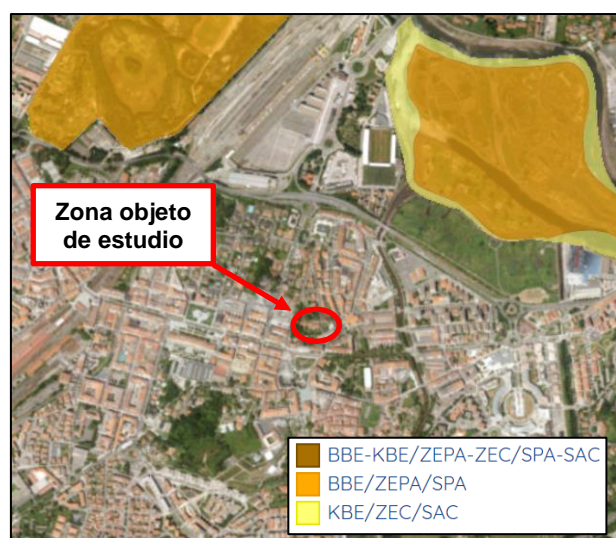 Zona objeto
de estudio
BBE-KBE/ZEPA-ZEC/SPA-SAC
BBE/ZEPA/SPA
KBE/ZEC/SAC